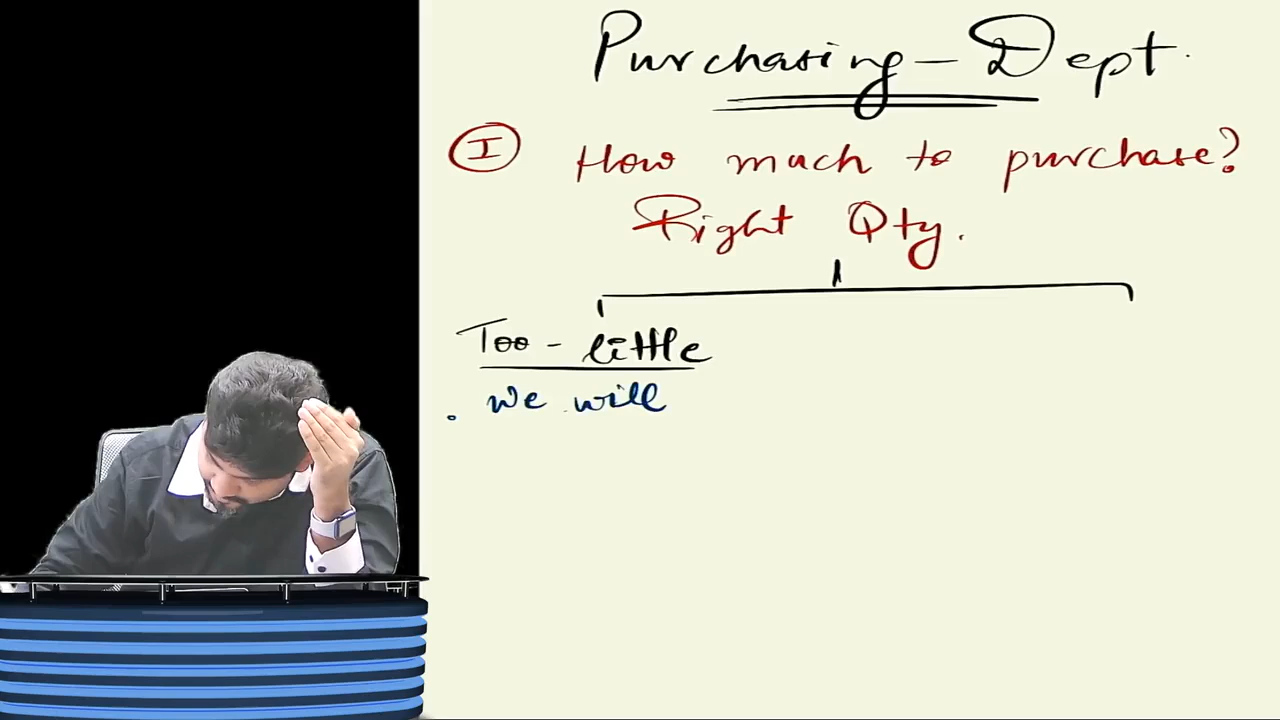 Purchasing - Dept.
I How much to purchase?
Right Qty.
Too - little
. We will